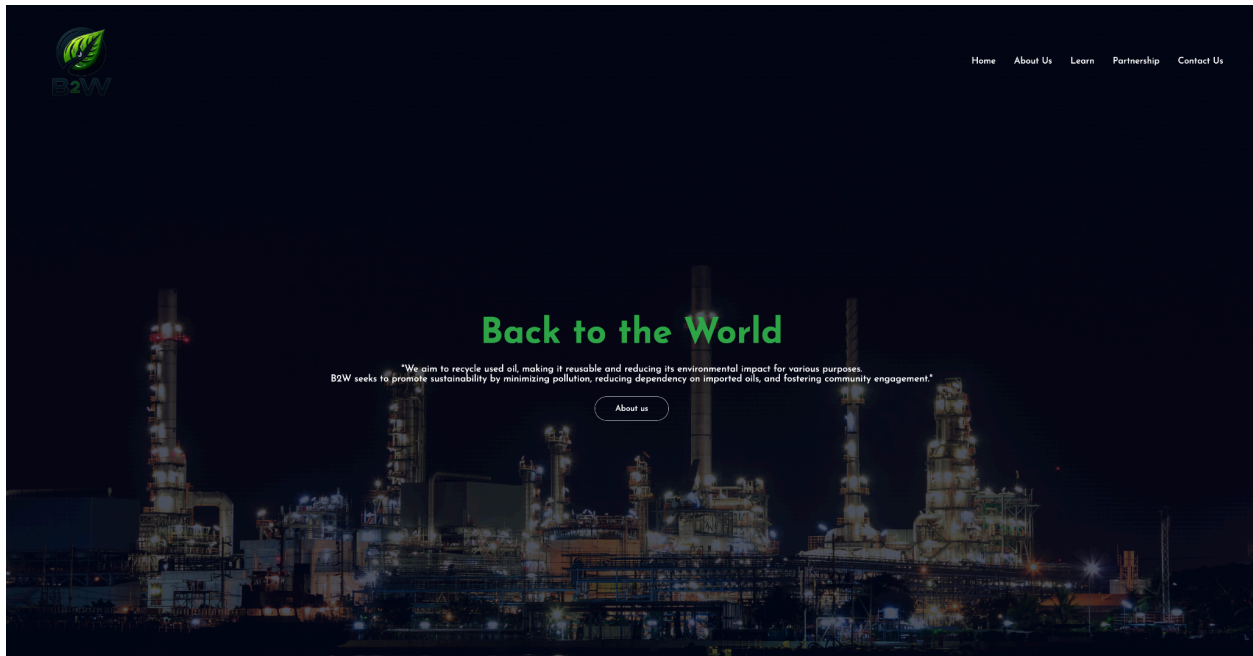 B2W
Home About Us Learn Partnership Contact Us
Back to the World
"We aim to recycle used oil, making it reusable and reducing its environmental impact for various purposes.
B2W seeks to promote sustainability by minimizing pollution, reducing dependency on imported oils, and fostering community engagement."
About us